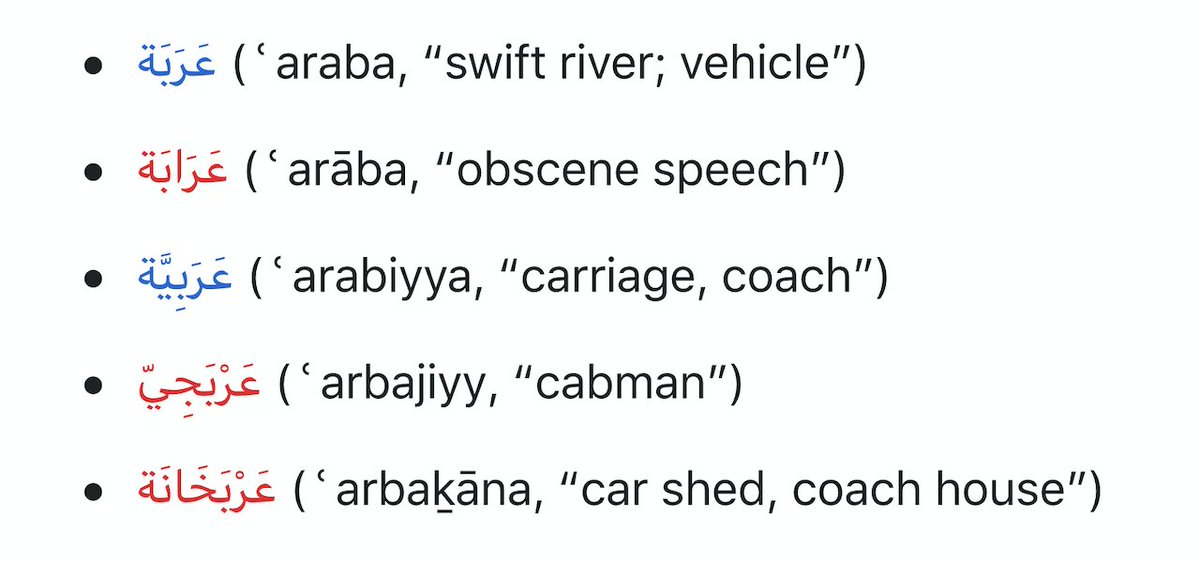 • عَرَبَة (ʿaraba, “swift river; vehicle”)
• عَرَابَة (ʿarāba, “obscene speech”)
• عَرَبِيَّة (ʿarabiyya, “carriage, coach”)
• عَرْبَجِيّ (ʿarbajiyy, “cabman”)
• عَرْبَخَانَة (ʿarbaḵāna, “car shed, coach house”)